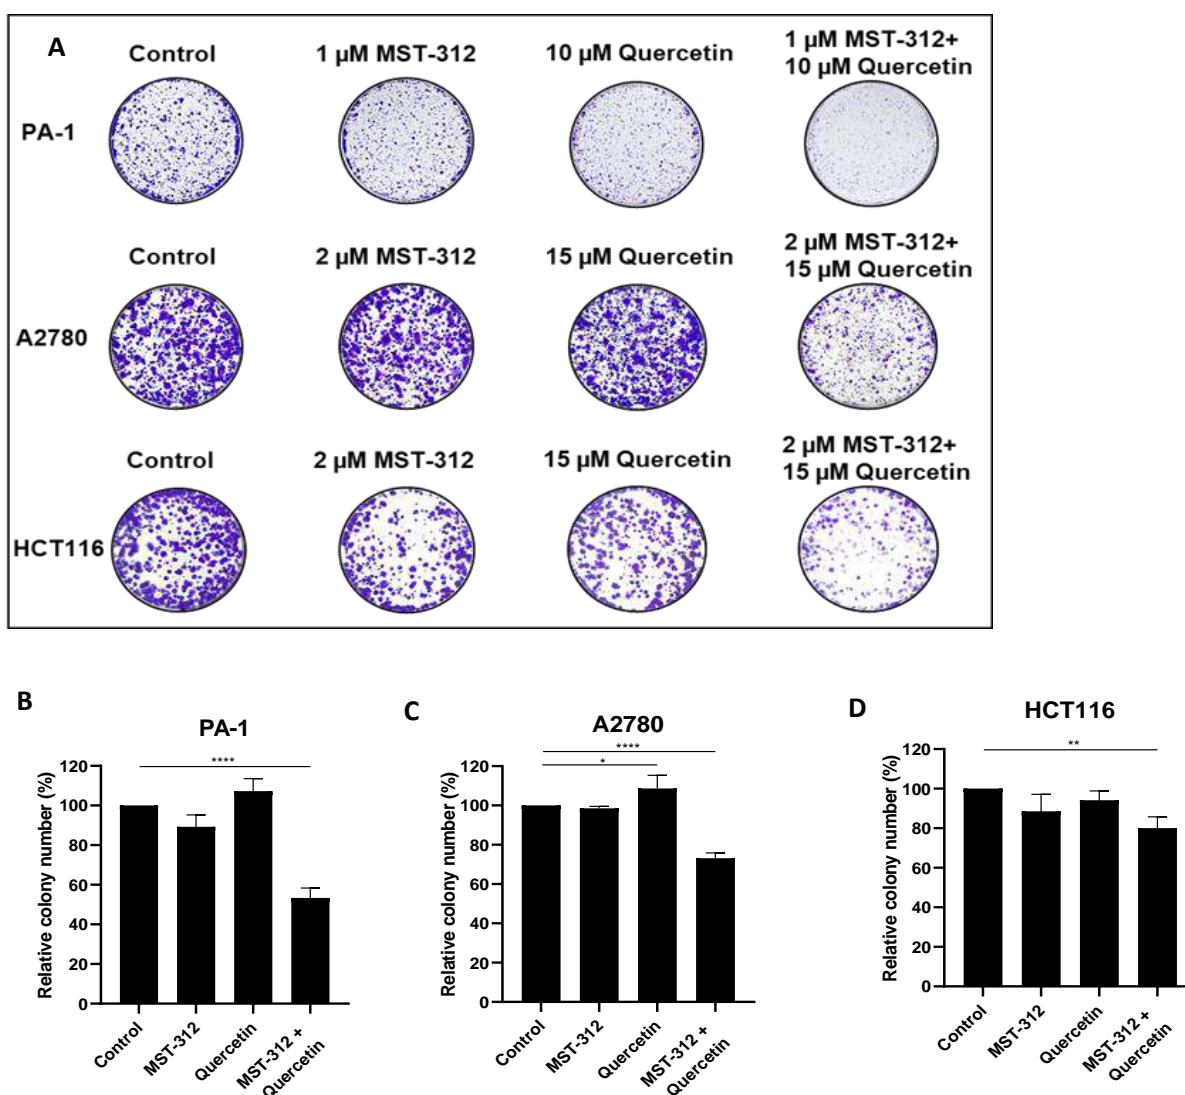 A
Control
1 µM MST-312
10 µM Quercetin
1 µM MST-312+
10 µM Quercetin
PA-1
Control
2 µM MST-312
15 µM Quercetin
2 µM MST-312+
15 µM Quercetin
A2780
Control
2 µM MST-312
15 µM Quercetin
2 µM MST-312+
15 µM Quercetin
HCT116
B
PA-1
****
Relative colony number (%)
120
100
80
60
40
20
0
Control
MST-312
Quercetin
MST-312 +
Quercetin
C
A2780
****
*
Relative colony number (%)
120
100
80
60
40
20
0
Control
MST-312
Quercetin
MST-312 +
Quercetin
D
HCT116
**
Relative colony number (%)
120
100
80
60
40
20
0
Control
MST-312
Quercetin
MST-312 +
Quercetin